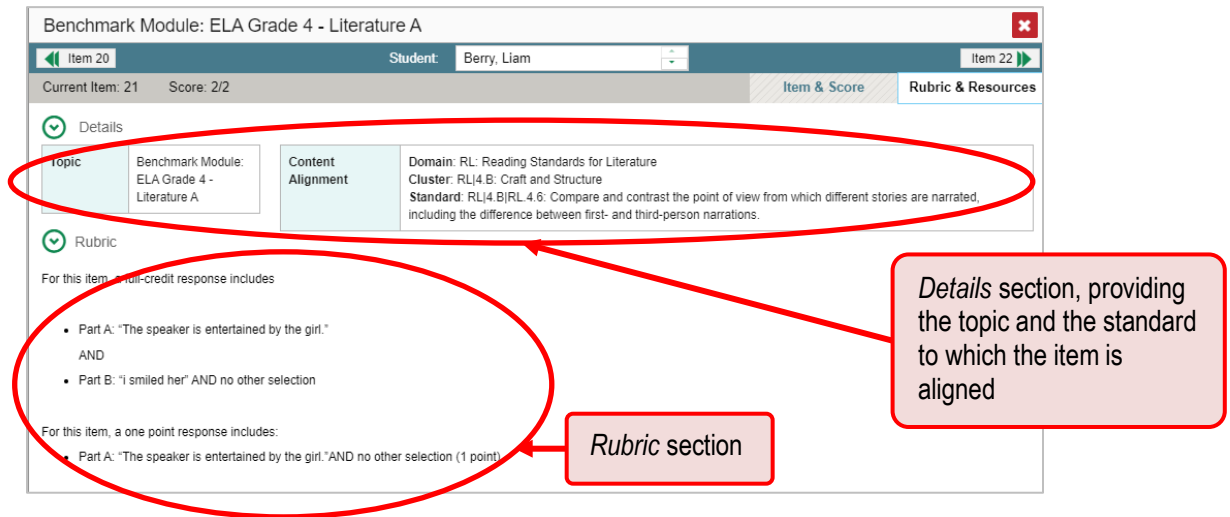 Benchmark Module: ELA Grade 4 - Literature A
Item 20
Student:
Berry, Liam
Item 22
Current Item: 21
Score: 2/2
Item & Score
Rubric & Resources
Details
Topic
Benchmark Module:
ELA Grade 4 -
Literature A
Content
Alignment
Domain: RL: Reading Standards for Literature
Cluster: RL|4.B: Craft and Structure
Standard: RL|4.B|RL.4.6: Compare and contrast the point of view from which different stories are narrated,
including the difference between first- and third-person narrations.
Rubric
For this item, a full-credit response includes
Part A: “The speaker is entertained by the girl.”
AND
Part B: “i smiled her” AND no other selection
For this item, a one point response includes:
Part A: “The speaker is entertained by the girl.”AND no other selection (1 point)
Details section, providing
the topic and the standard
to which the item is
aligned
Rubric section